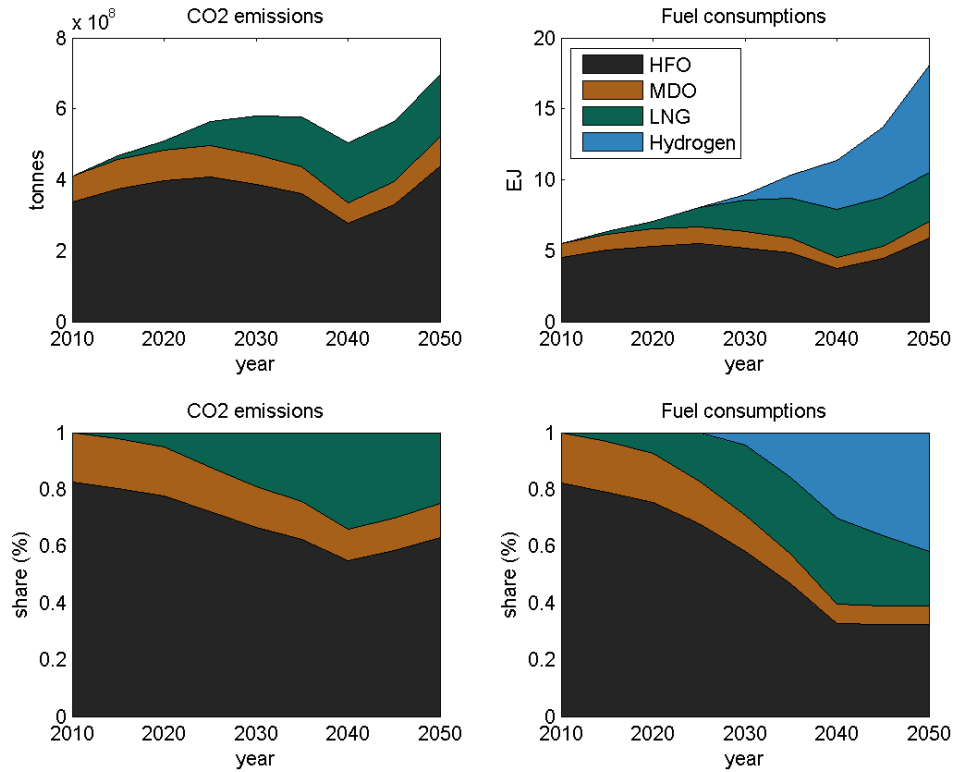 CO2 emissions
x 10⁸
8
6
4
2
0
tonnes
2010 2020 2030 2040 2050
year
Fuel consumptions
20
15
10
5
0
EJ
HFO
MDO
LNG
Hydrogen
2010 2020 2030 2040 2050
year
CO2 emissions
1
0.8
0.6
0.4
0.2
0
share (%)
2010 2020 2030 2040 2050
year
Fuel consumptions
1
0.8
0.6
0.4
0.2
0
share (%)
2010 2020 2030 2040 2050
year